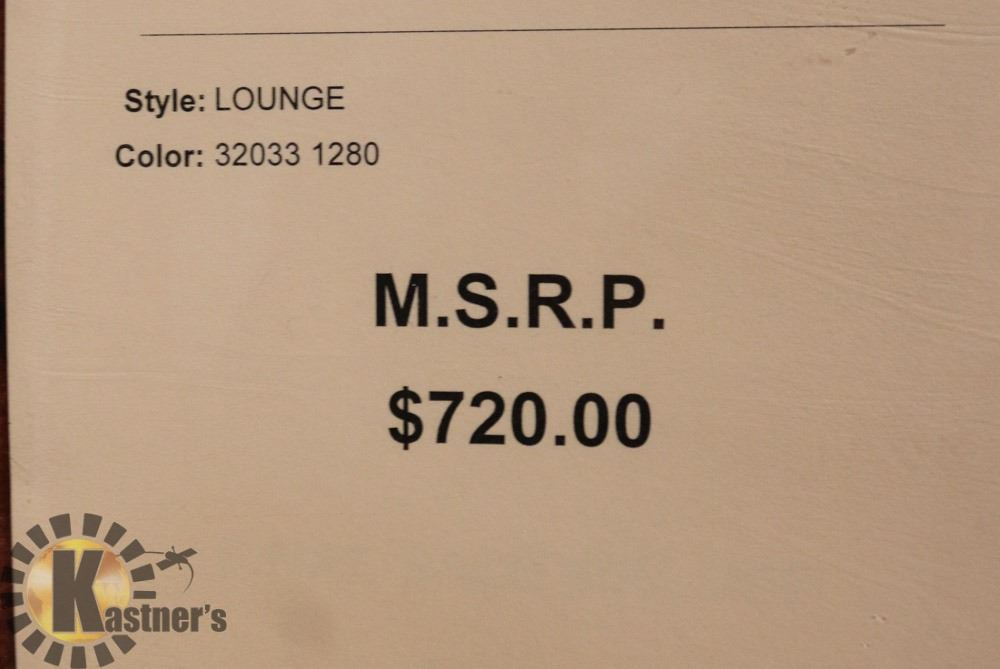 Style: LOUNGE
Color: 32033 1280
M.S.R.P.
$720.00
Kastner's